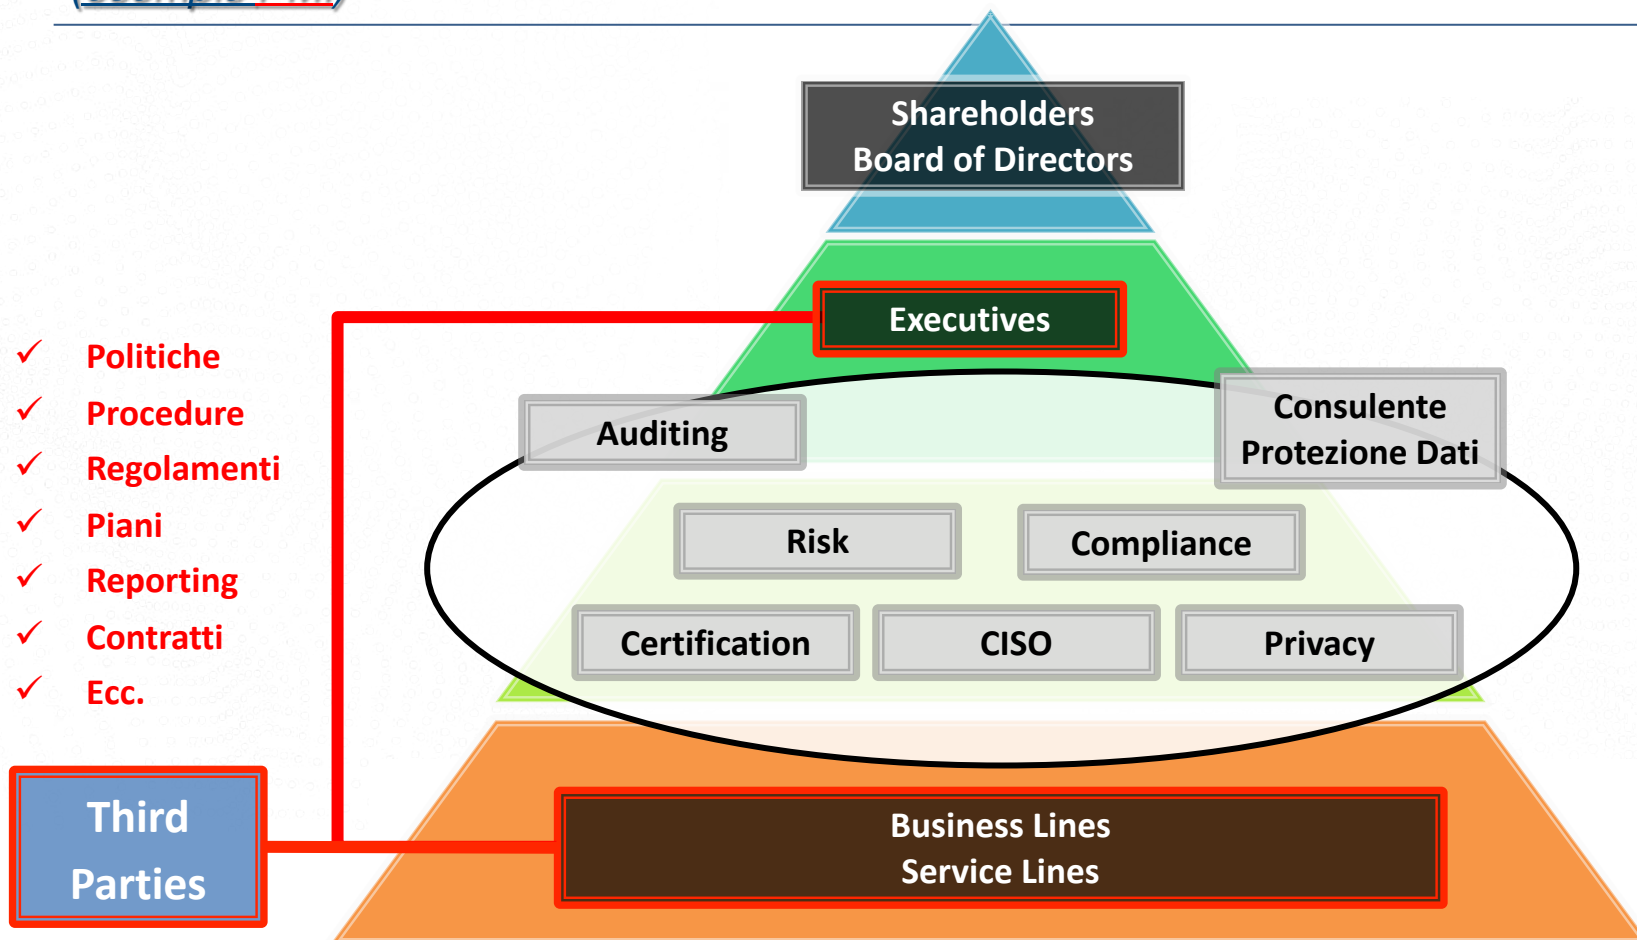 Shareholders
Board of Directors
Executives
✓ Politiche
✓ Procedure
✓ Regolamenti
✓ Piani
✓ Reporting
✓ Contratti
✓ Ecc.
Auditing
Consulente
Protezione Dati
Risk
Compliance
Certification
CISO
Privacy
Third
Parties
Business Lines
Service Lines